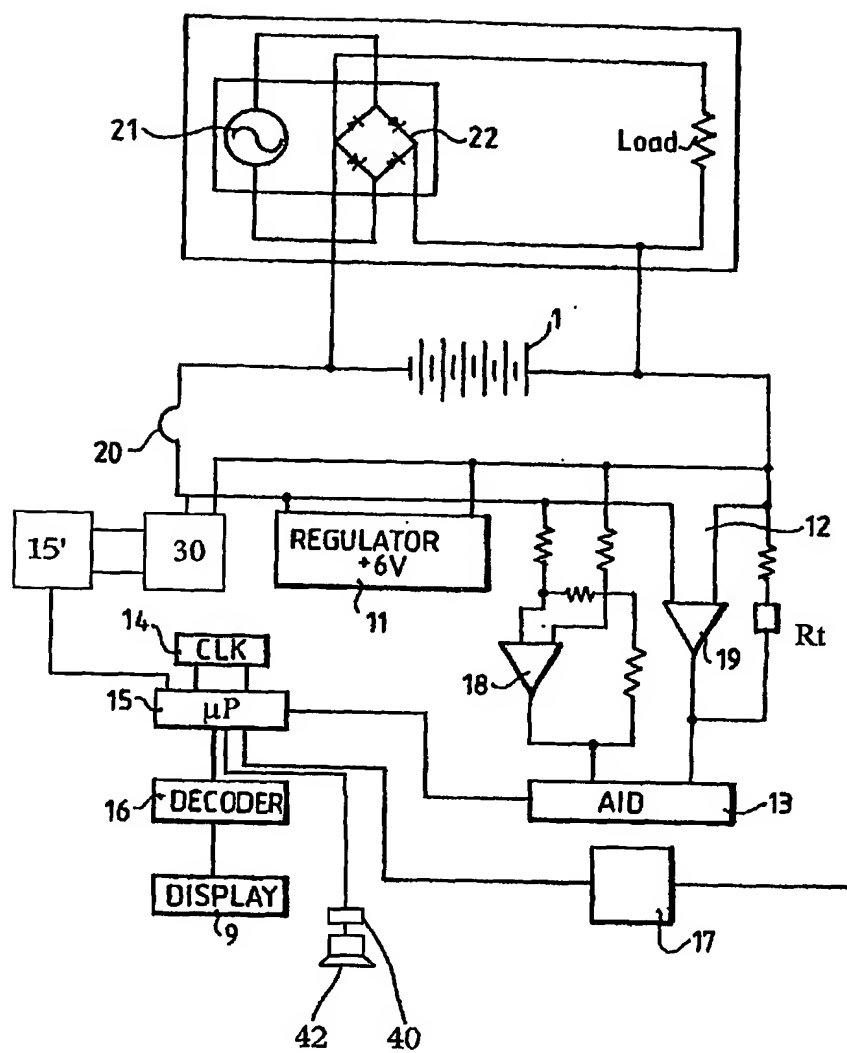 21
22
Load
1
20
12
15'
30
REGULATOR
+6V
11
14
CLK
18
19
Rt
15
μP
16
DECODER
AID
13
DISPLAY
9
17
42
40